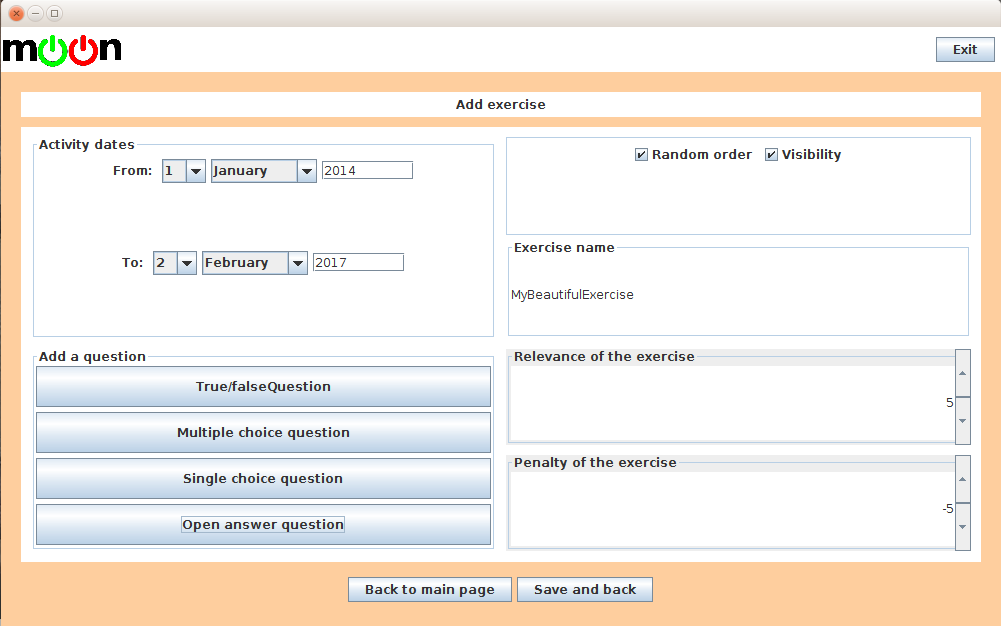 moon
Exit
Add exercise
Activity dates
From: 1 January 2014
To: 2 February 2017
Random order Visibility
Exercise name
MyBeautifulExercise
Add a question
True/falseQuestion
Multiple choice question
Single choice question
Open answer question
Relevance of the exercise
5
Penalty of the exercise
-5
Back to main page Save and back